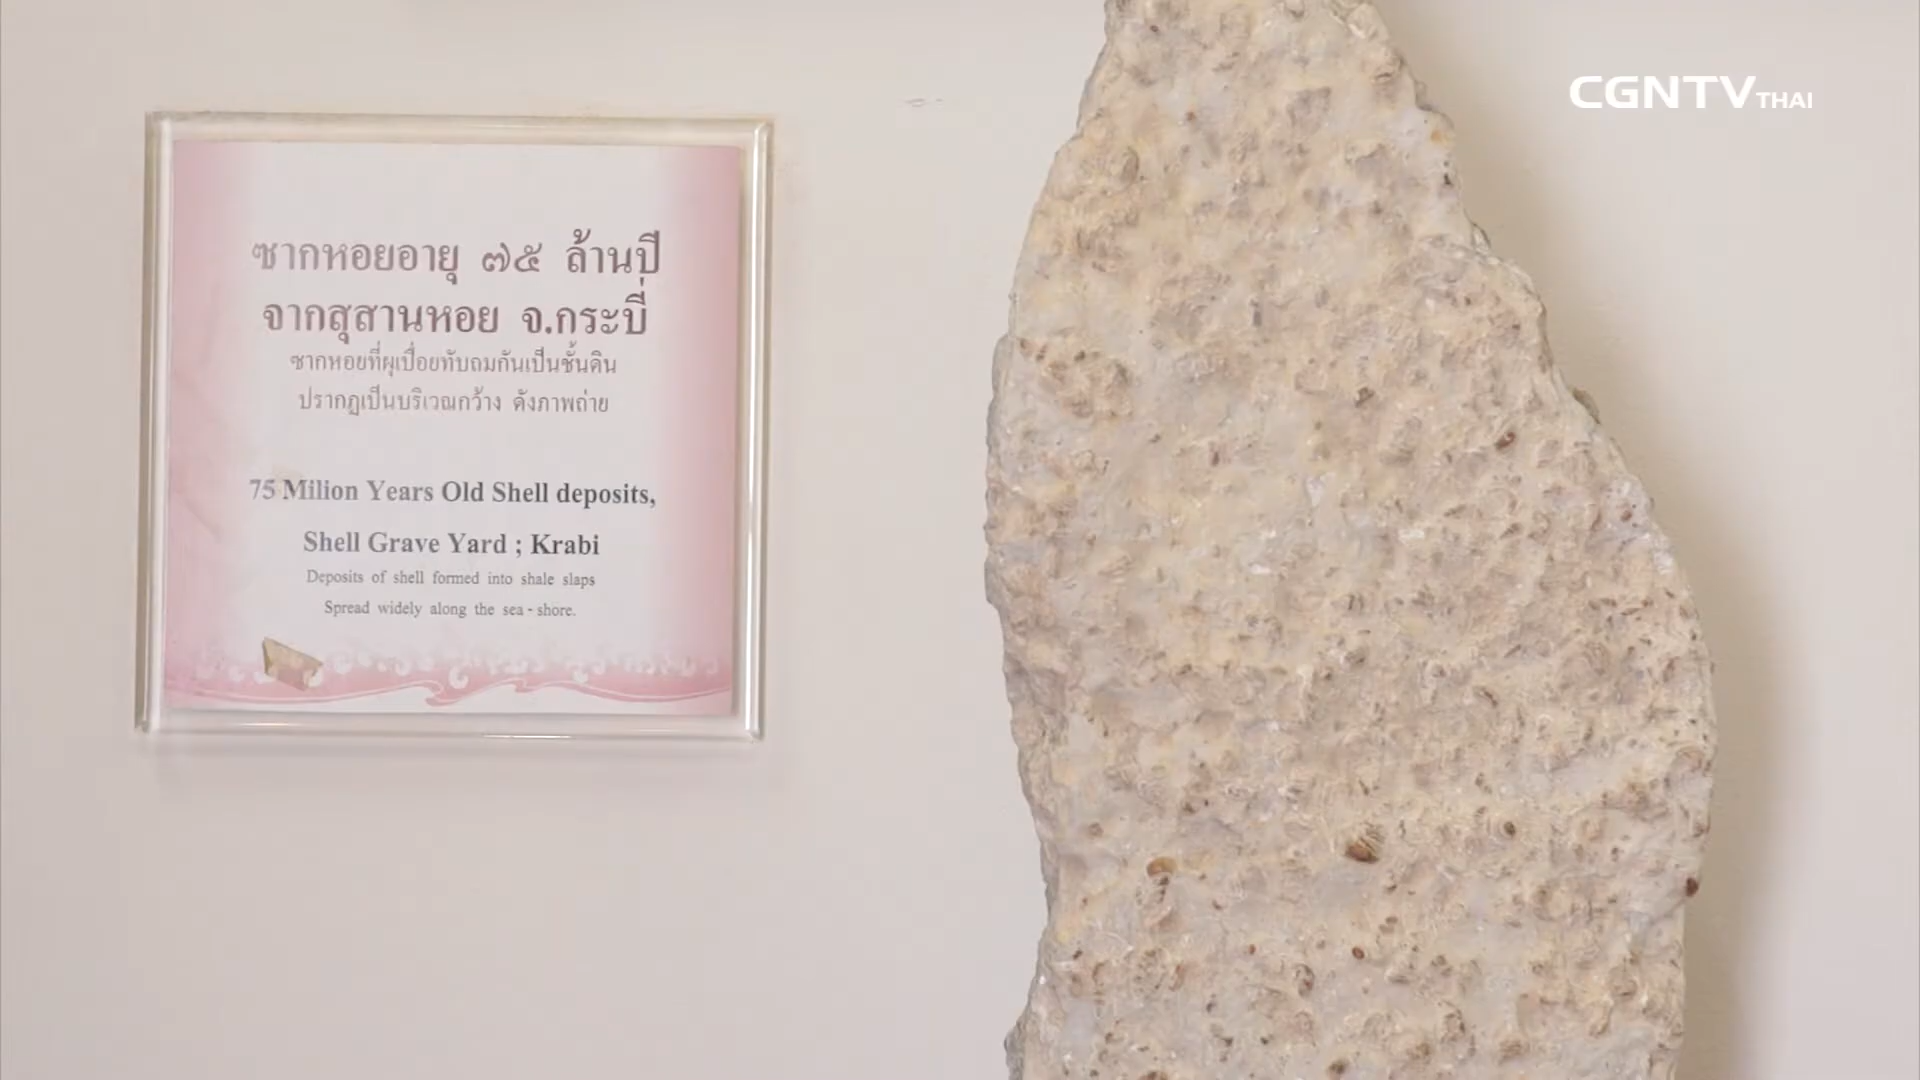 CGNTV THAI
ซากหอยอายุ ๗๕ ล้านปี
จากสุสานหอย จ.กระบี่
ซากหอยที่ผุเปื่อยทับถมกันเป็นชั้นดิน
ปรากฏเป็นบริเวณกว้าง ดังภาพถ่าย
75 Milion Years Old Shell deposits,
Shell Grave Yard ; Krabi
Deposits of shell formed into shale slaps
Spread widely along the sea - shore.